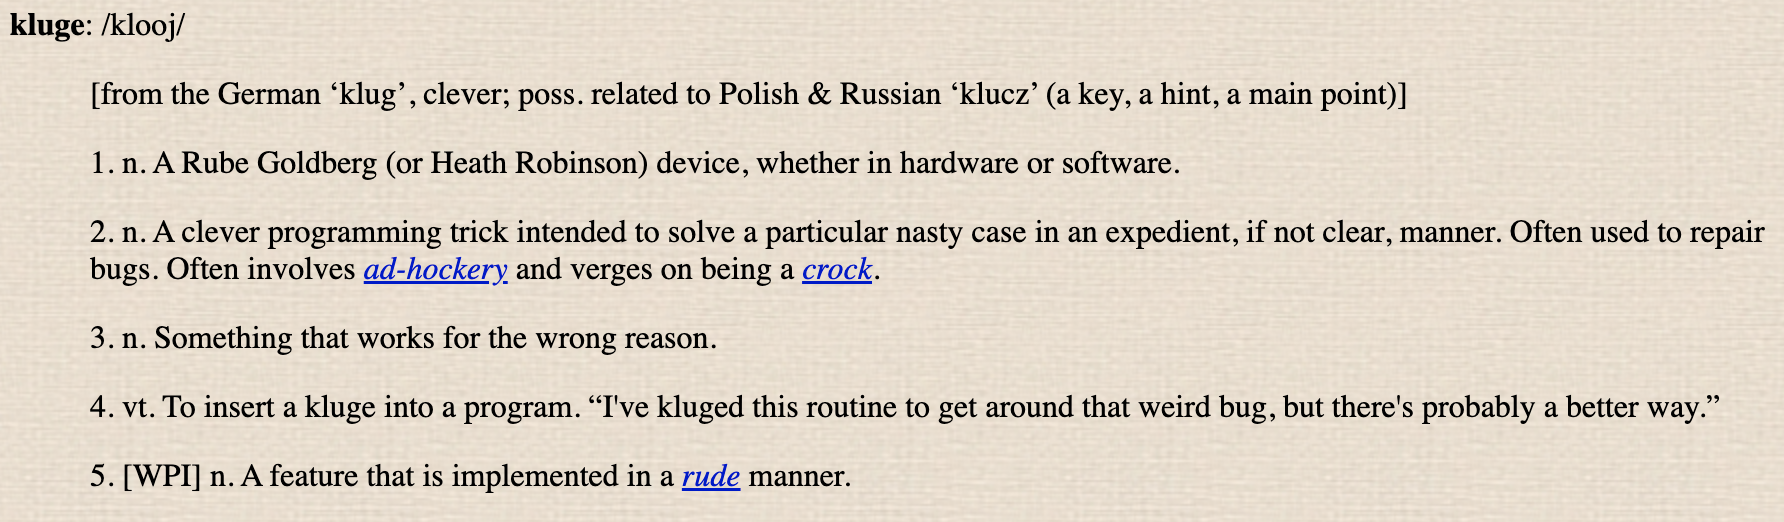 kluge: /klooj/
[from the German ‘klug’, clever; poss. related to Polish & Russian ‘klucz’ (a key, a hint, a main point)]
1. n. A Rube Goldberg (or Heath Robinson) device, whether in hardware or software.
2. n. A clever programming trick intended to solve a particular nasty case in an expedient, if not clear, manner. Often used to repair
bugs. Often involves ad-hockery and verges on being a crock.
3. n. Something that works for the wrong reason.
4. vt. To insert a kluge into a program. “I've kluged this routine to get around that weird bug, but there's probably a better way.”
5. [WPI] n. A feature that is implemented in a rude manner.